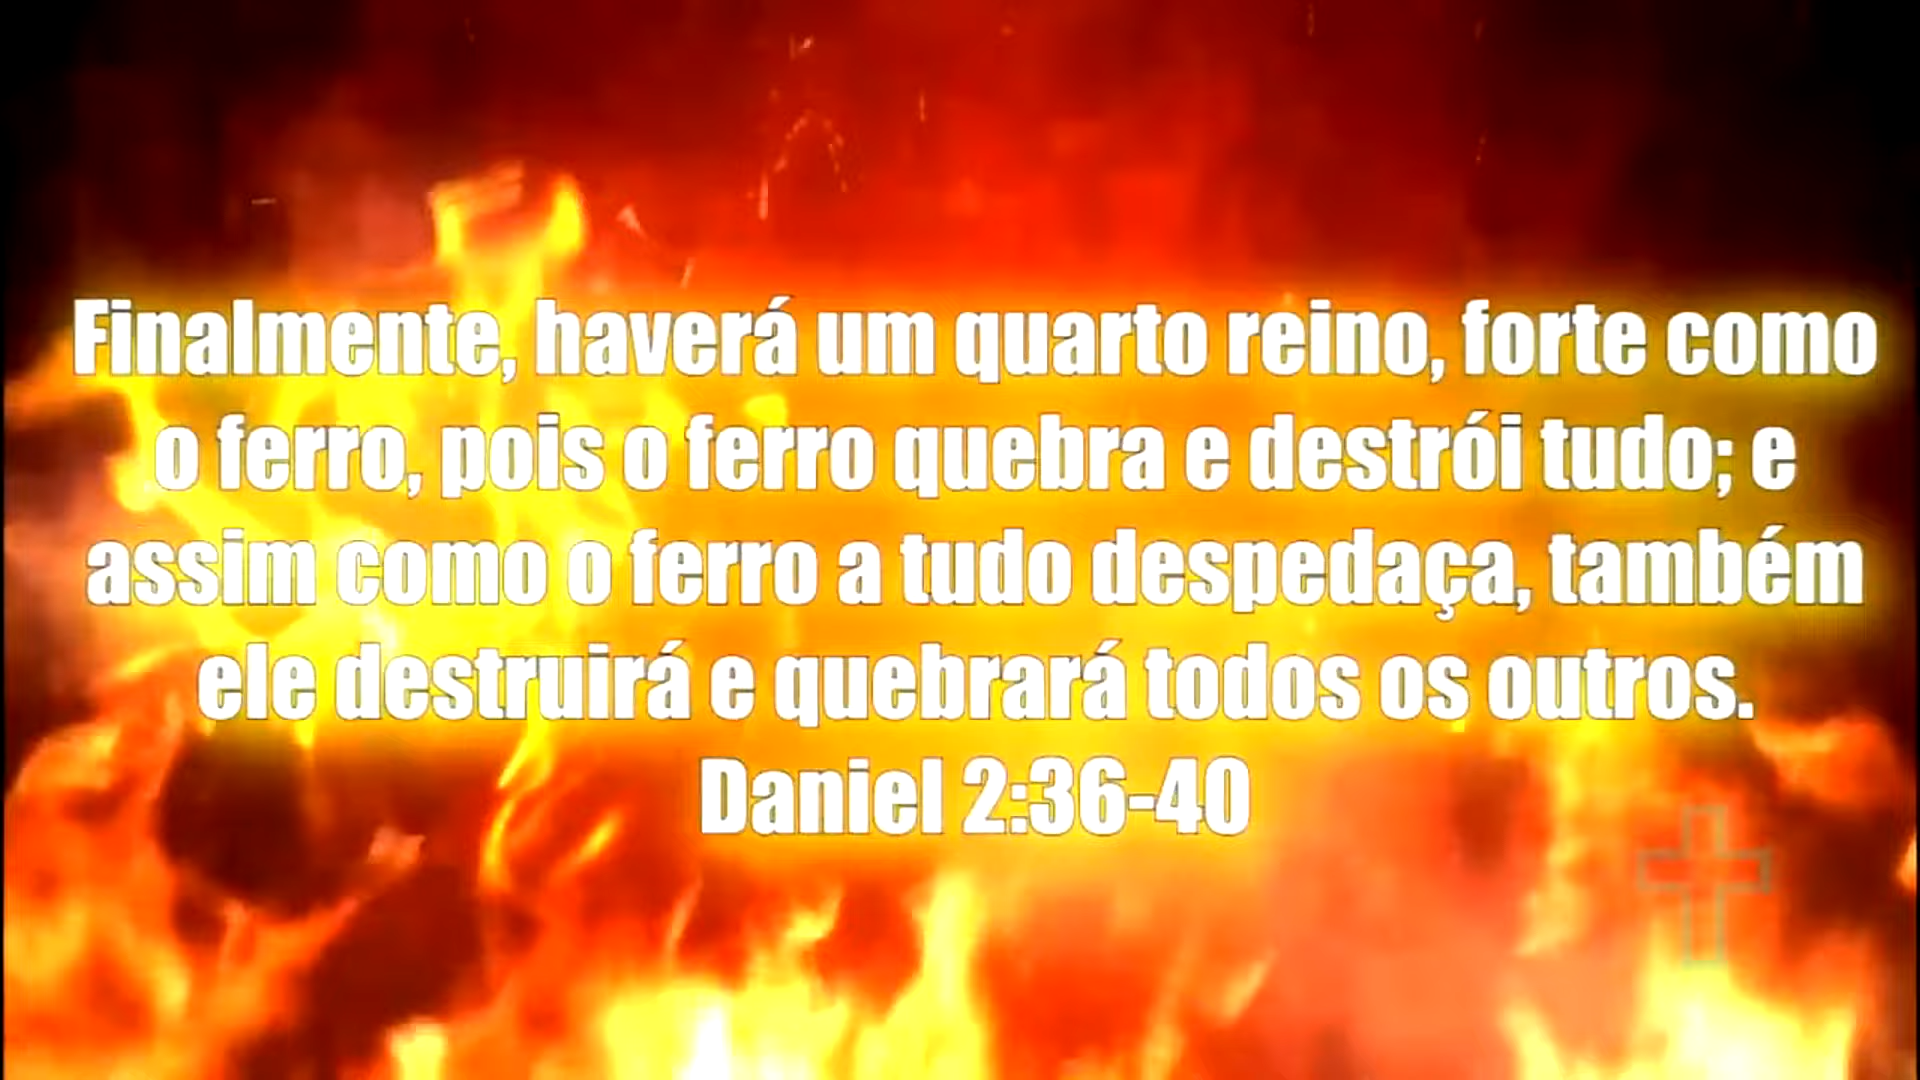 Finalmente, haverá um quarto reino, forte como
o ferro, pois o ferro quebra e destrói tudo; e
assim como o ferro a tudo despedaça, também
ele destruirá e quebrará todos os outros.
Daniel 2:36-40